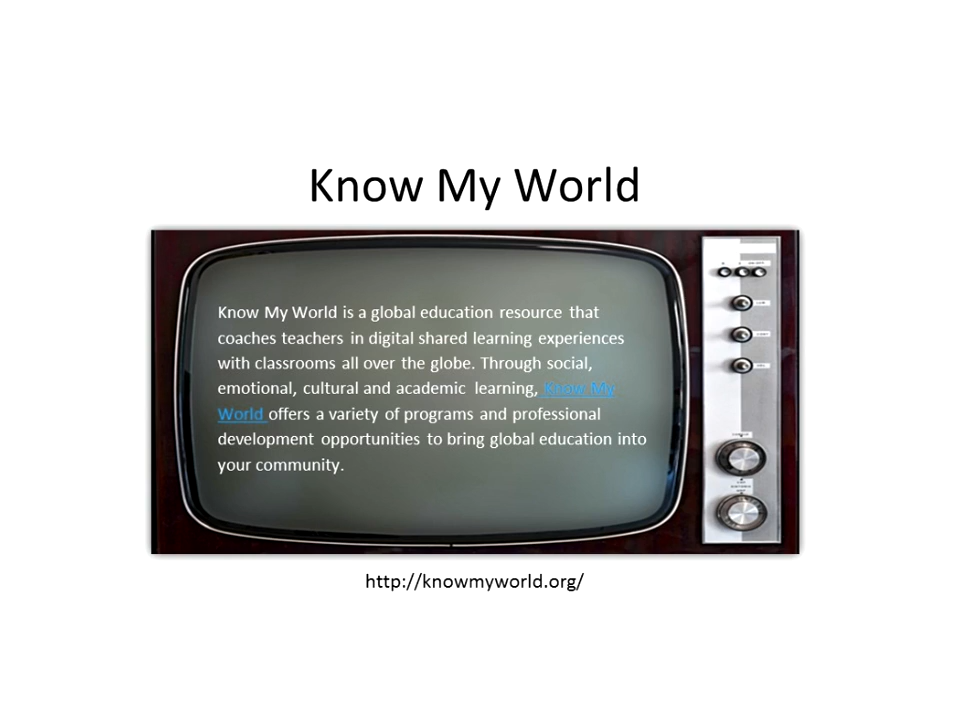 Know My World
Know My World is a global education resource that
coaches teachers in digital shared learning experiences
with classrooms all over the globe. Through social,
emotional, cultural and academic learning, Know My
World offers a variety of programs and professional
development opportunities to bring global education into
your community.
http://knowmyworld.org/